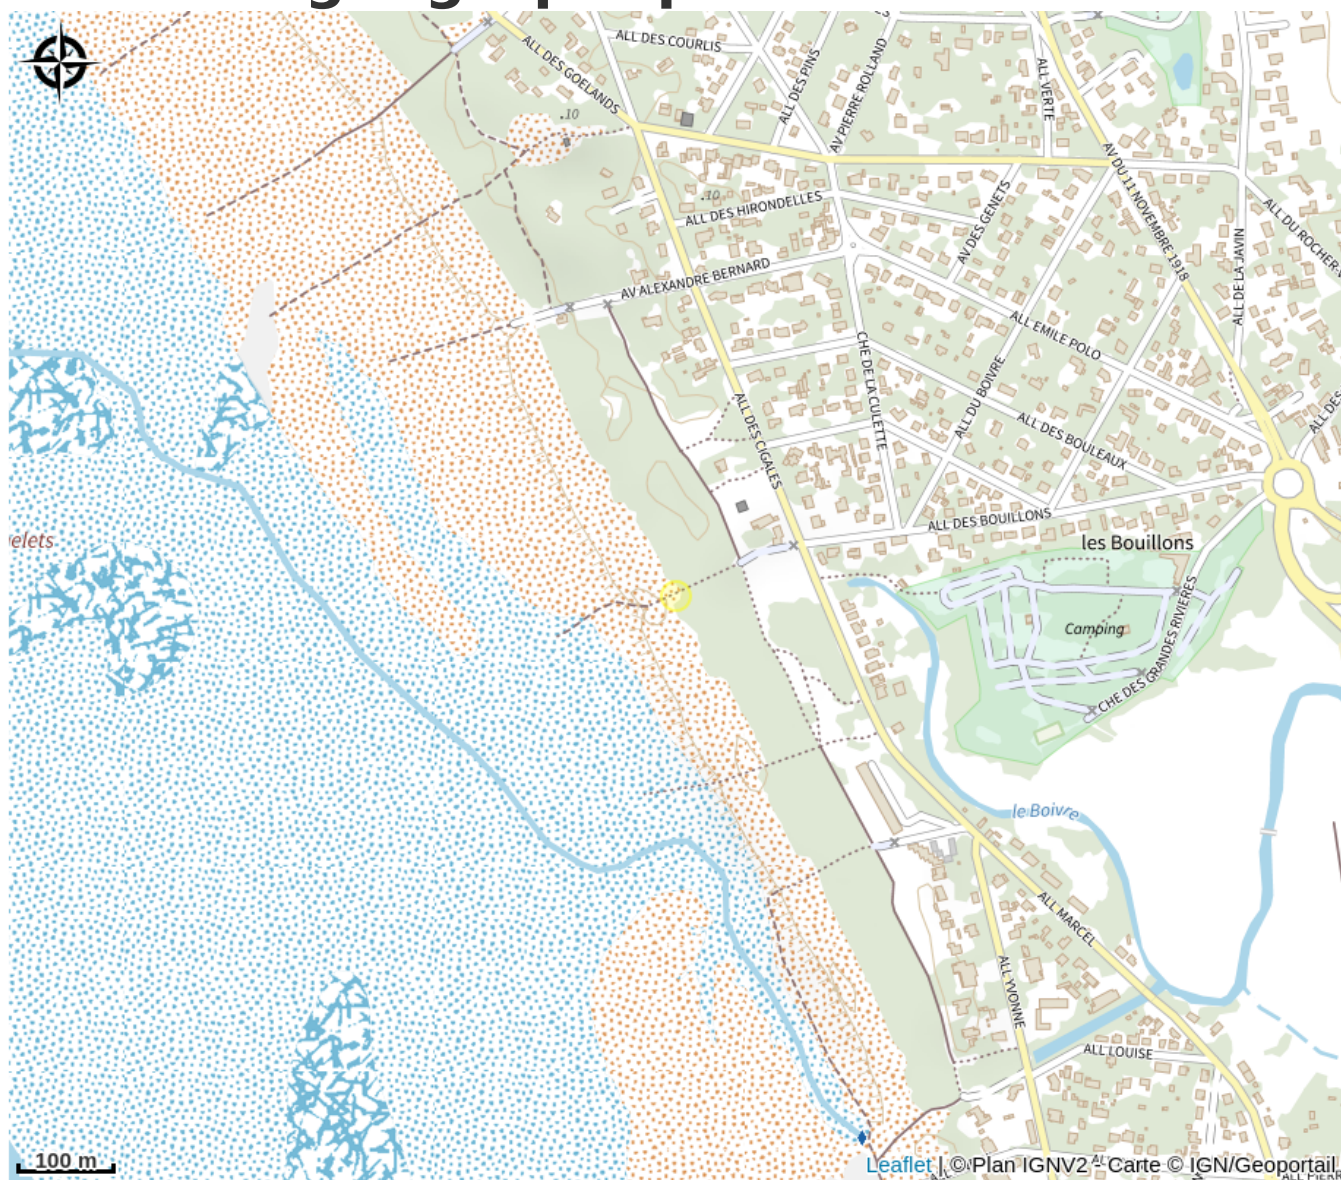 ALL DES COURLIS
ALL DES GOELANDS
ALL DES PINS
AV PIERRE ROLLAND
ALL VERTE
.10
AV DU 11 NOVEMBRE 1918
.10
ALL DES HIRONDELLES
AV DES GENETS
ALL DU ROCHER
ALL DE LA JAVIN
AV ALEXANDRE BERNARD
ALL EMILE POLO
CHE DE LA CULETTE
ALL DU BOIVRE
ALL DES CIGALES
ALL DES BOULEAUX
ALL DES
ALL DES BOUILLONS
elets
les Bouillons
Camping
CHE DES GRANDES RIVIERES
le Boivre
ALL MARCEL
ALL YVONNE
ALL LOUISE
100 m
Leaflet | © Plan IGNV2 - Carte © IGN/Geoportail